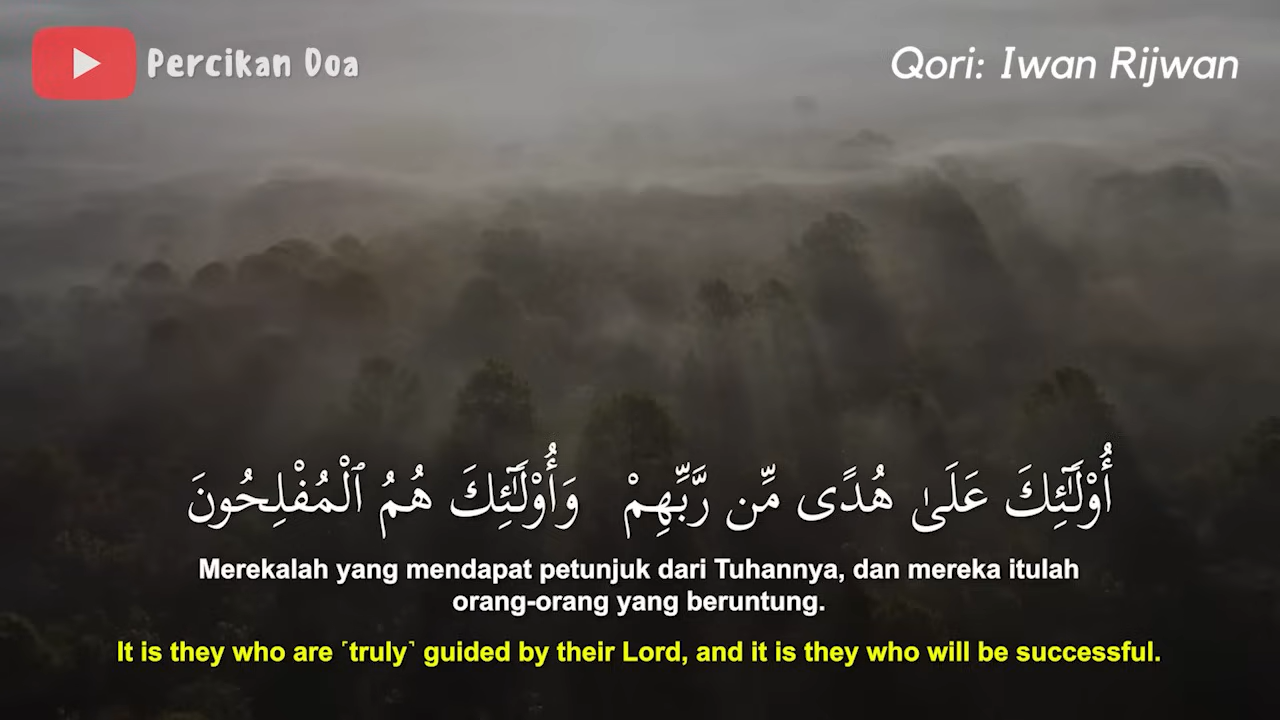 Percikan Doa
Qori: Iwan Rijwan
أُو۟لَـٰٓئِكَ عَلَىٰ هُدًى مِّن رَّبِّهِمْ وَأُو۟لَـٰٓئِكَ هُمُ ٱلْمُفْلِحُونَ
Merekalah yang mendapat petunjuk dari Tuhannya, dan mereka itulah
orang-orang yang beruntung.
It is they who are ˹truly˺ guided by their Lord, and it is they who will be successful.